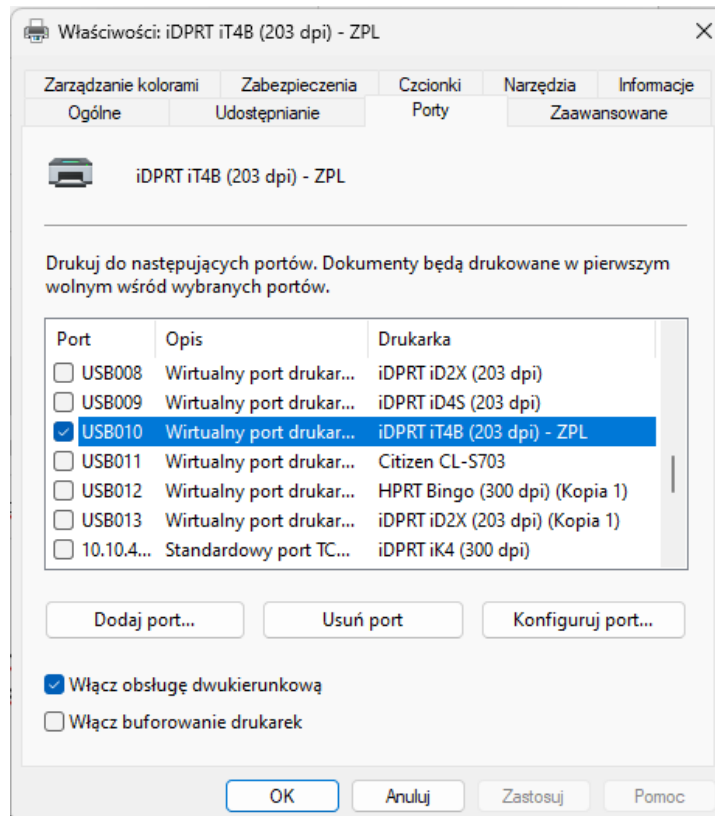 Właściwości: iDPRT iT4B (203 dpi) - ZPL
Zarządzanie kolorami Zabezpieczenia Czcionki Narzędzia Informacje
Ogólne Udostępnianie Porty Zaawansowane
iDPRT iT4B (203 dpi) - ZPL
Drukuj do następujących portów. Dokumenty będą drukowane w pierwszym
wolnym wśród wybranych portów.
Port Opis Drukarka
USB008 Wirtualny port drukar... iDPRT iD2X (203 dpi)
USB009 Wirtualny port drukar... iDPRT iD4S (203 dpi)
USB010 Wirtualny port drukar... iDPRT iT4B (203 dpi) - ZPL
USB011 Wirtualny port drukar... Citizen CL-S703
USB012 Wirtualny port drukar... HPRT Bingo (300 dpi) (Kopia 1)
USB013 Wirtualny port drukar... iDPRT iD2X (203 dpi) (Kopia 1)
10.10.4... Standardowy port TC... iDPRT iK4 (300 dpi)
Dodaj port... Usuń port Konfiguruj port...
Włącz obsługę dwukierunkową
Włącz buforowanie drukarek
OK Anuluj Zastosuj Pomoc